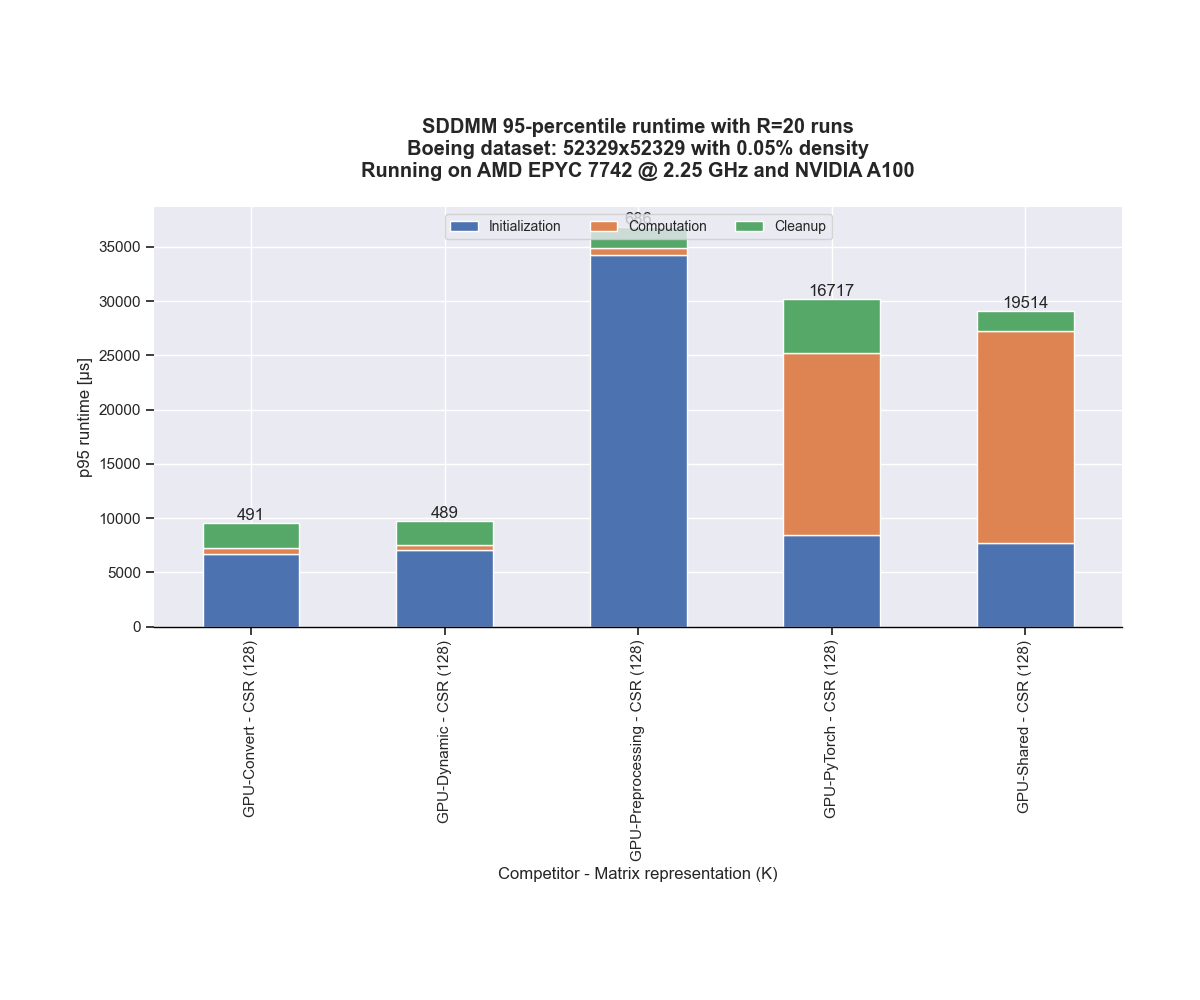 SDDMM 95-percentile runtime with R=20 runs
Boeing dataset: 52329x52329 with 0.05% density
Running on AMD EPYC 7742 @ 2.25 GHz and NVIDIA A100
Initialization
Computation
Cleanup
p95 runtime [µs]
35000
30000
25000
20000
15000
10000
5000
0
491
489
16717
19514
GPU-Convert - CSR (128)
GPU-Dynamic - CSR (128)
GPU-Preprocessing - CSR (128)
GPU-PyTorch - CSR (128)
GPU-Shared - CSR (128)
Competitor - Matrix representation (K)